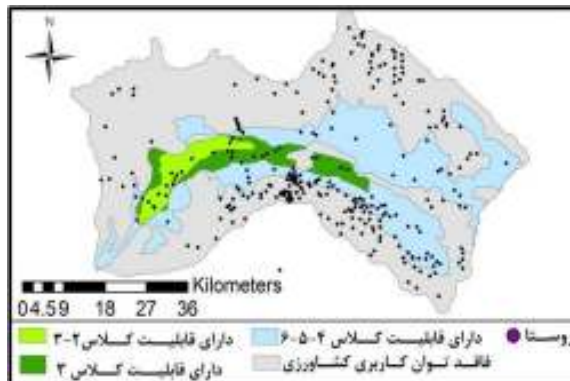 N
Kilometers
0 4.5 9 18 27 36
دارای قابلیت کلاس ۲-۳
دارای قابلیت کلاس ۴-۵-۶
روستا
دارای قابلیت کلاس ۳
فاقد توان کاربری کشاورزی